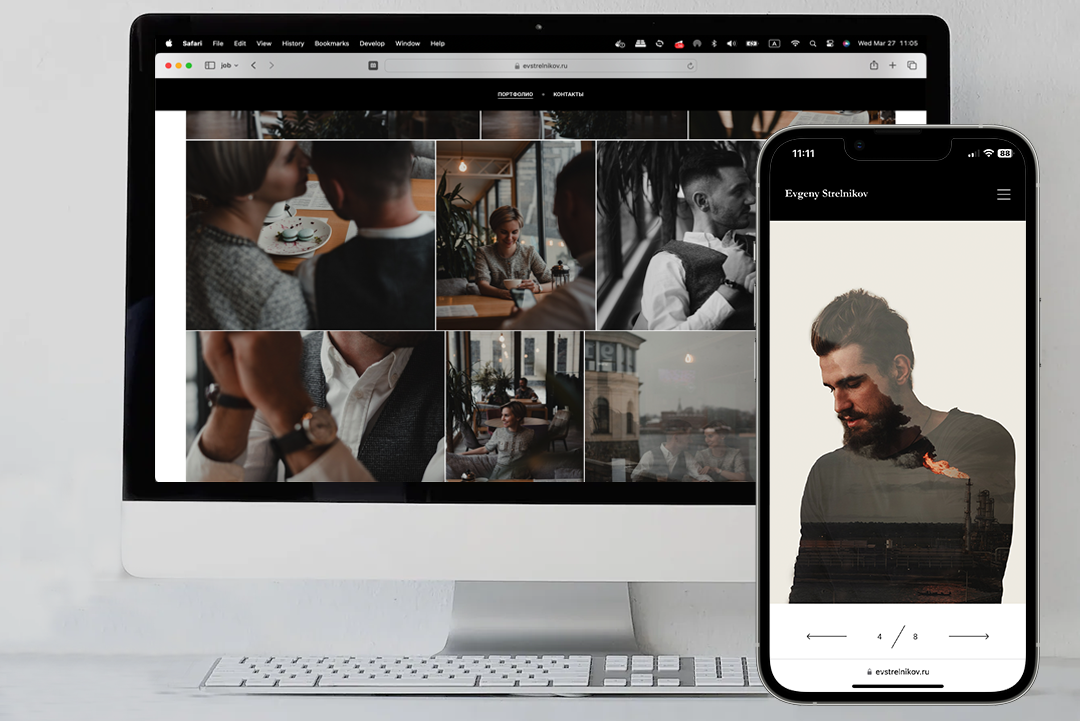 Safari File Edit View History Bookmarks Develop Window Help A Wed Mar 27 11:05
job evstrelnikov.ru
ПОРТФОЛИО • КОНТАКТЫ
11:11 88
Evgeny Strelnikov
4 / 8
evstrelnikov.ru